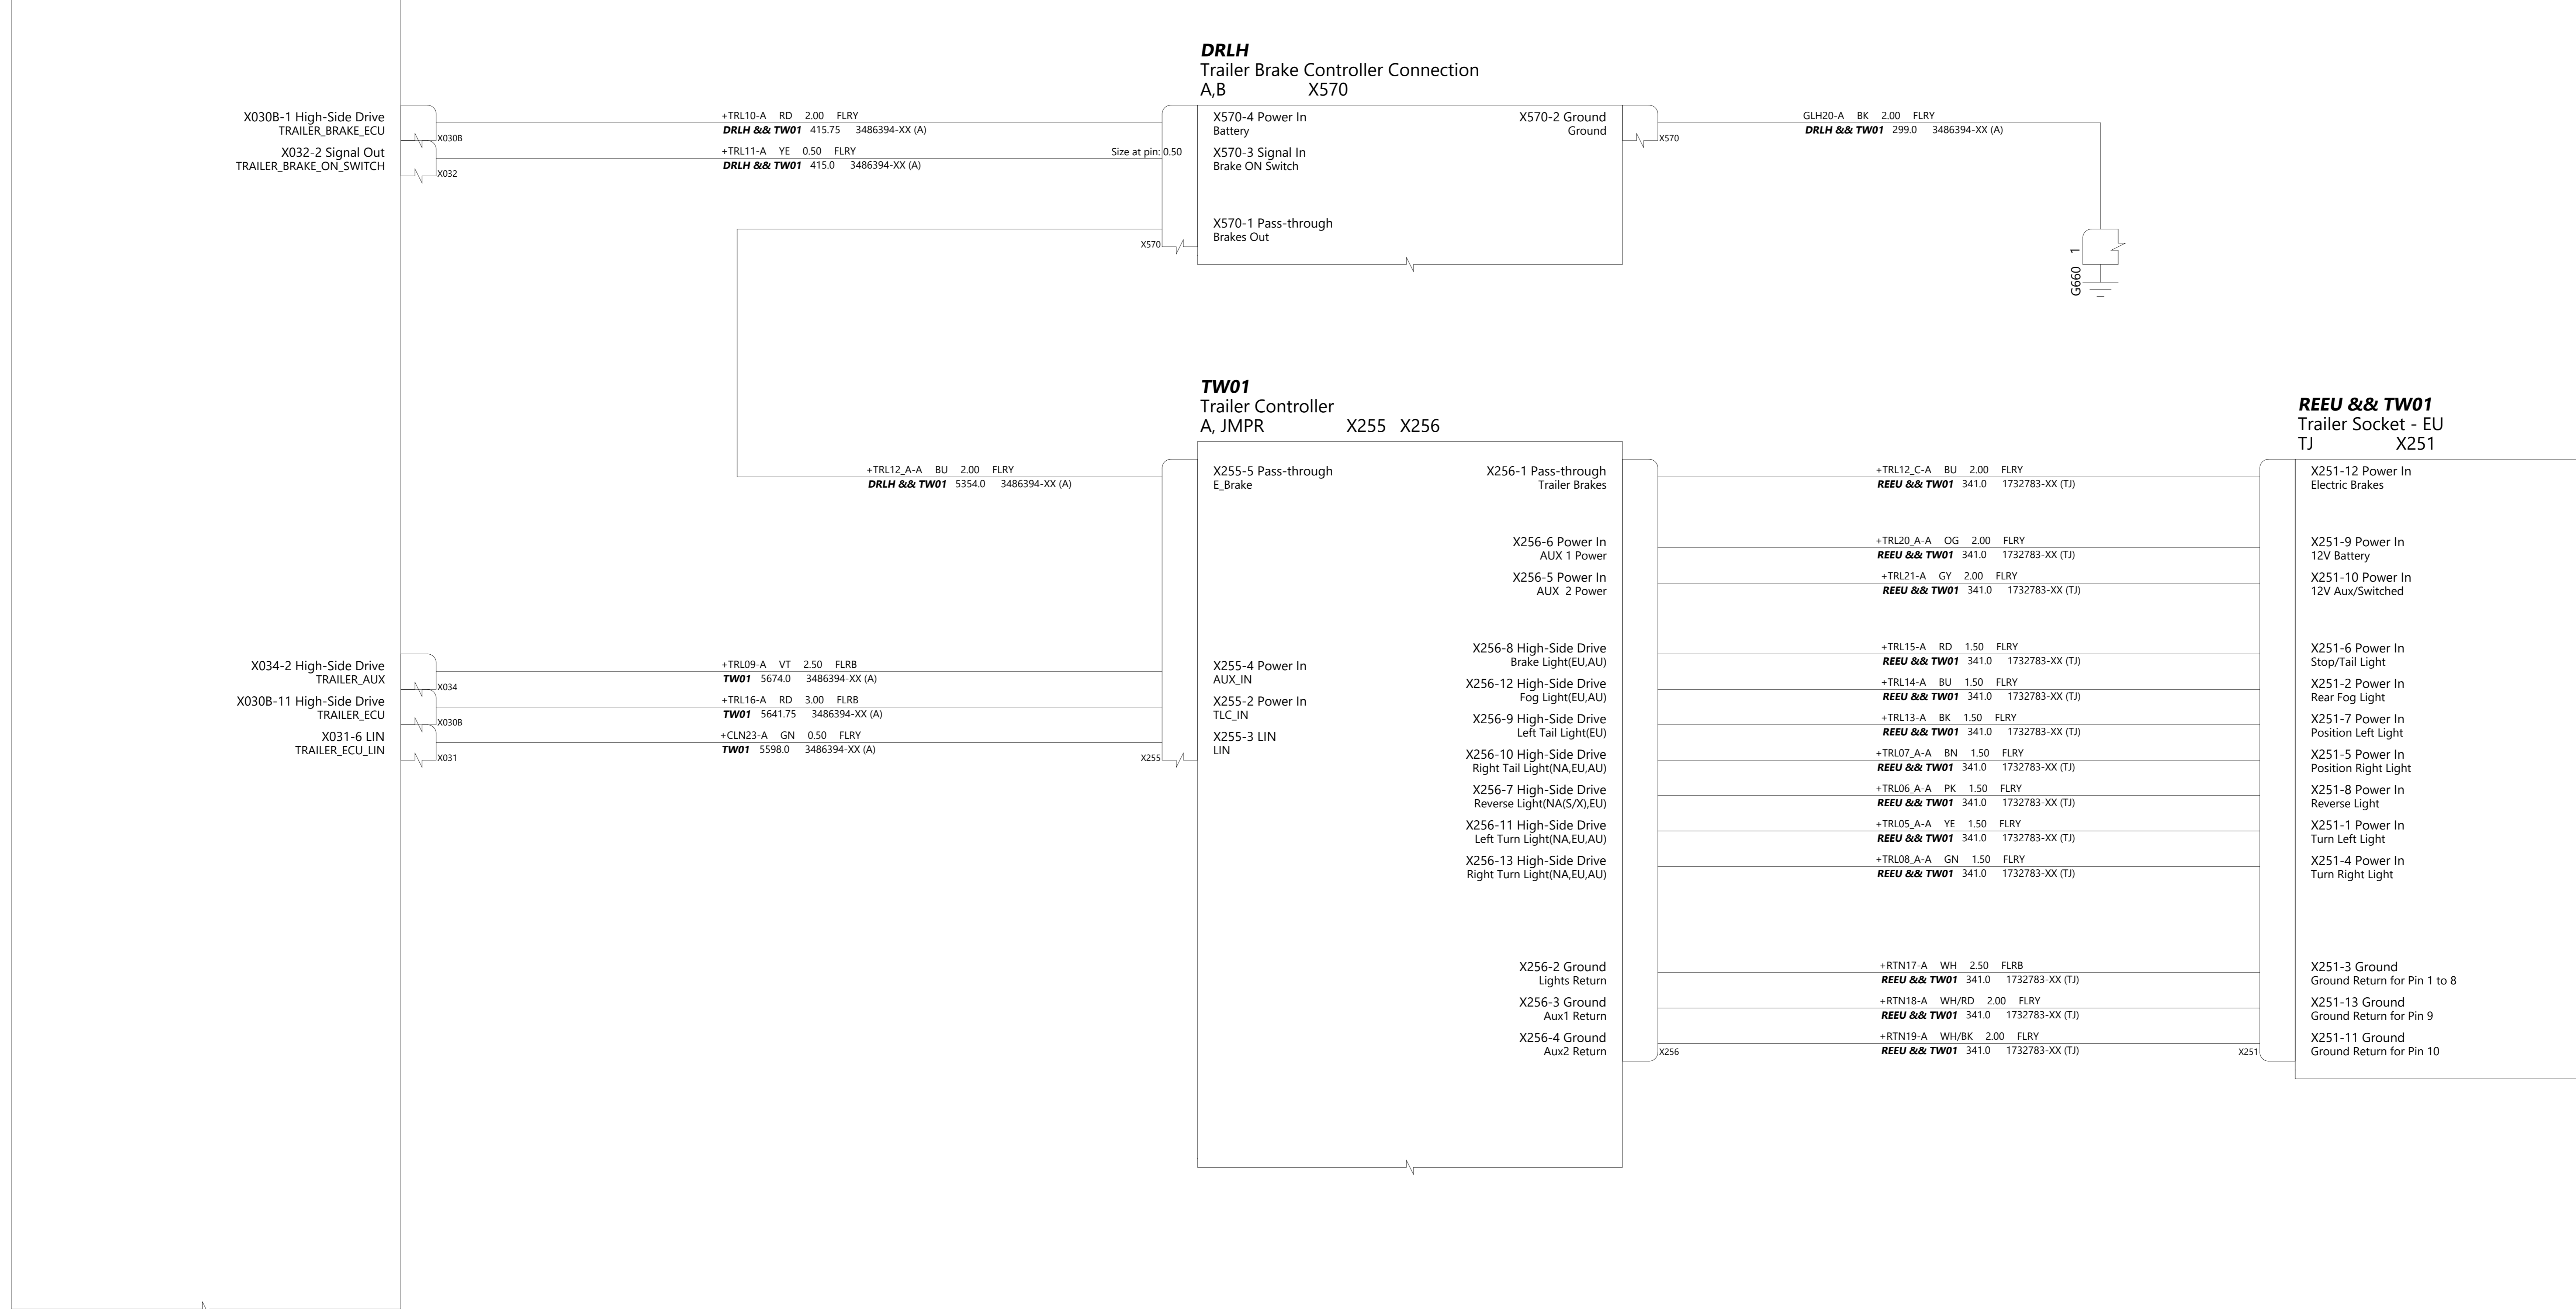 DRLH
Trailer Brake Controller Connection
A,B X570
X030B-1 High-Side Drive
TRAILER_BRAKE_ECU
X030B
X032-2 Signal Out
TRAILER_BRAKE_ON_SWITCH
X032
+TRL10-A RD 2.00 FLRY
DRLH && TW01 415.75 3486394-XX (A)
+TRL11-A YE 0.50 FLRY
DRLH && TW01 415.0 3486394-XX (A)
Size at pin: 0.50
X570-4 Power In
Battery
X570-3 Signal In
Brake ON Switch
X570-1 Pass-through
Brakes Out
X570
X570-2 Ground
Ground
X570
GLH20-A BK 2.00 FLRY
DRLH && TW01 299.0 3486394-XX (A)
G660 1
TW01
Trailer Controller
A, JMPR X255 X256
REEU && TW01
Trailer Socket - EU
TJ X251
+TRL12_A-A BU 2.00 FLRY
DRLH && TW01 5354.0 3486394-XX (A)
X255-5 Pass-through
E_Brake
X034-2 High-Side Drive
TRAILER_AUX
X034
X030B-11 High-Side Drive
TRAILER_ECU
X030B
X031-6 LIN
TRAILER_ECU_LIN
X031
+TRL09-A VT 2.50 FLRB
TW01 5674.0 3486394-XX (A)
+TRL16-A RD 3.00 FLRB
TW01 5641.75 3486394-XX (A)
+CLN23-A GN 0.50 FLRY
TW01 5598.0 3486394-XX (A)
X255-4 Power In
AUX_IN
X255-2 Power In
TLC_IN
X255-3 LIN
LIN
X255
X256-1 Pass-through
Trailer Brakes
X256-6 Power In
AUX 1 Power
X256-5 Power In
AUX 2 Power
X256-8 High-Side Drive
Brake Light(EU,AU)
X256-12 High-Side Drive
Fog Light(EU,AU)
X256-9 High-Side Drive
Left Tail Light(EU)
X256-10 High-Side Drive
Right Tail Light(NA,EU,AU)
X256-7 High-Side Drive
Reverse Light(NA(S/X),EU)
X256-11 High-Side Drive
Left Turn Light(NA,EU,AU)
X256-13 High-Side Drive
Right Turn Light(NA,EU,AU)
X256-2 Ground
Lights Return
X256-3 Ground
Aux1 Return
X256-4 Ground
Aux2 Return
X256
+TRL12_C-A BU 2.00 FLRY
REEU && TW01 341.0 1732783-XX (TJ)
+TRL20_A-A OG 2.00 FLRY
REEU && TW01 341.0 1732783-XX (TJ)
+TRL21-A GY 2.00 FLRY
REEU && TW01 341.0 1732783-XX (TJ)
+TRL15-A RD 1.50 FLRY
REEU && TW01 341.0 1732783-XX (TJ)
+TRL14-A BU 1.50 FLRY
REEU && TW01 341.0 1732783-XX (TJ)
+TRL13-A BK 1.50 FLRY
REEU && TW01 341.0 1732783-XX (TJ)
+TRL07_A-A BN 1.50 FLRY
REEU && TW01 341.0 1732783-XX (TJ)
+TRL06_A-A PK 1.50 FLRY
REEU && TW01 341.0 1732783-XX (TJ)
+TRL05_A-A YE 1.50 FLRY
REEU && TW01 341.0 1732783-XX (TJ)
+TRL08_A-A GN 1.50 FLRY
REEU && TW01 341.0 1732783-XX (TJ)
+RTN17-A WH 2.50 FLRB
REEU && TW01 341.0 1732783-XX (TJ)
+RTN18-A WH/RD 2.00 FLRY
REEU && TW01 341.0 1732783-XX (TJ)
+RTN19-A WH/BK 2.00 FLRY
REEU && TW01 341.0 1732783-XX (TJ)
X251
X251-12 Power In
Electric Brakes
X251-9 Power In
12V Battery
X251-10 Power In
12V Aux/Switched
X251-6 Power In
Stop/Tail Light
X251-2 Power In
Rear Fog Light
X251-7 Power In
Position Left Light
X251-5 Power In
Position Right Light
X251-8 Power In
Reverse Light
X251-1 Power In
Turn Left Light
X251-4 Power In
Turn Right Light
X251-3 Ground
Ground Return for Pin 1 to 8
X251-13 Ground
Ground Return for Pin 9
X251-11 Ground
Ground Return for Pin 10